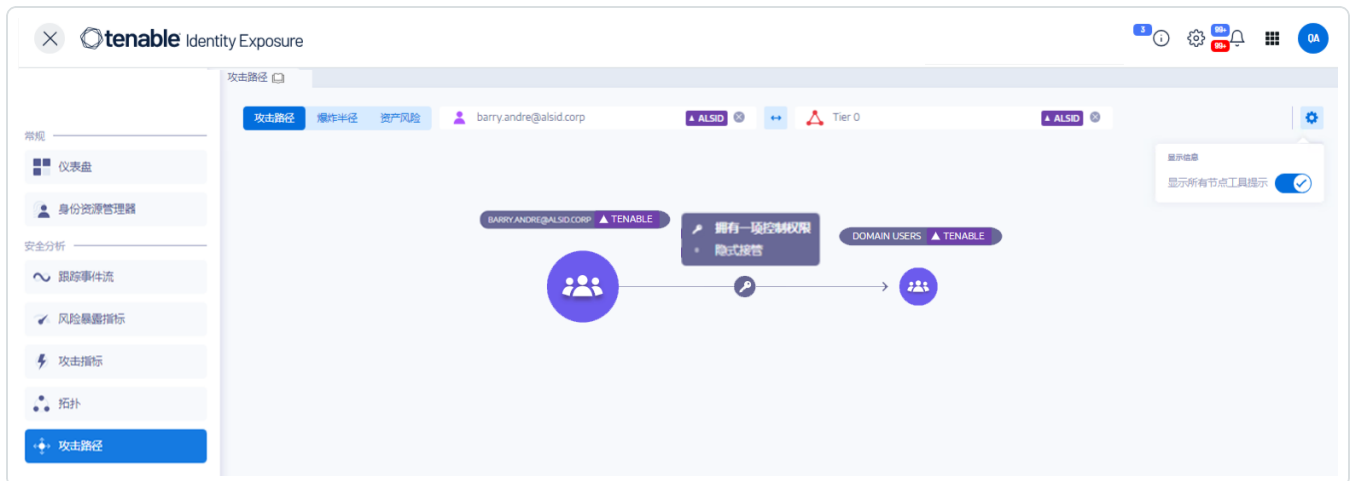 tenable Identity Exposure
3
99+
99+
QA
攻击路径
攻击路径 爆炸半径 资产风险
barry.andre@alsid.corp ALSID
Tier 0 ALSID
常规
仪表盘
身份资源管理器
安全分析
跟踪事件流
风险暴露指标
攻击指标
拓扑
攻击路径
显示信息
显示所有节点工具提示
BARRY.ANDRE@ALSID.CORP TENABLE
拥有一项控制权限
隐式接管
DOMAIN USERS TENABLE